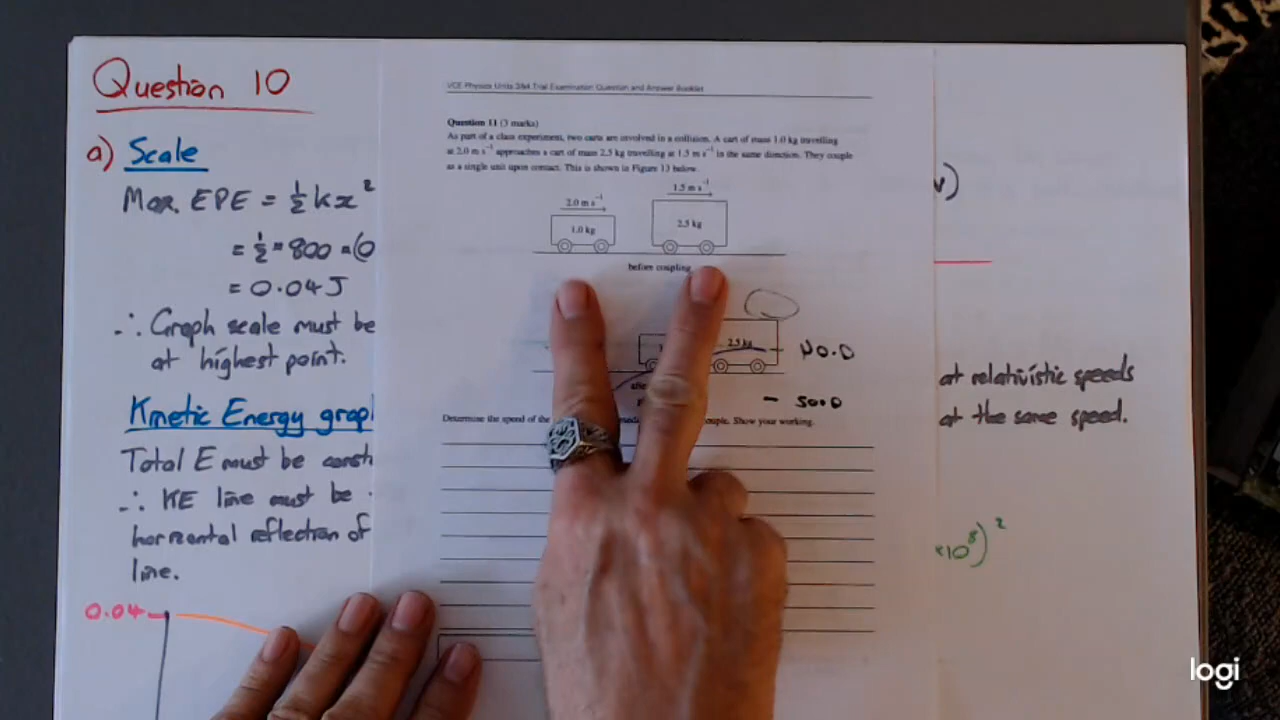 Question 10
a) Scale
Max. EPE = ½kx²
= ½ × 800 × (0
= 0.04J
∴ Graph scale must be
at highest point.
Kinetic Energy grap
Total E must be const
∴ KE line must be
horizontal reflection of
line.
0.04
VCE Physics Units 3&4 Trial Examination Question and Answer Booklet
Question 11 (3 marks)
As part of a class experiment, two carts are involved in a collision. A cart of mass 1.0 kg travelling
at 2.0 m s⁻¹ approaches a cart of mass 2.5 kg travelling at 1.5 m s⁻¹ in the same direction. They couple
as a single unit upon contact. This is shown in Figure 13 below.
2.0 m s⁻¹
1.0 kg
1.5 m s⁻¹
2.5 kg
before coupling
2.5 kg
Determine the speed of the
Show your working.
at relativistic speeds
at the same speed.
×10⁸)²
logi